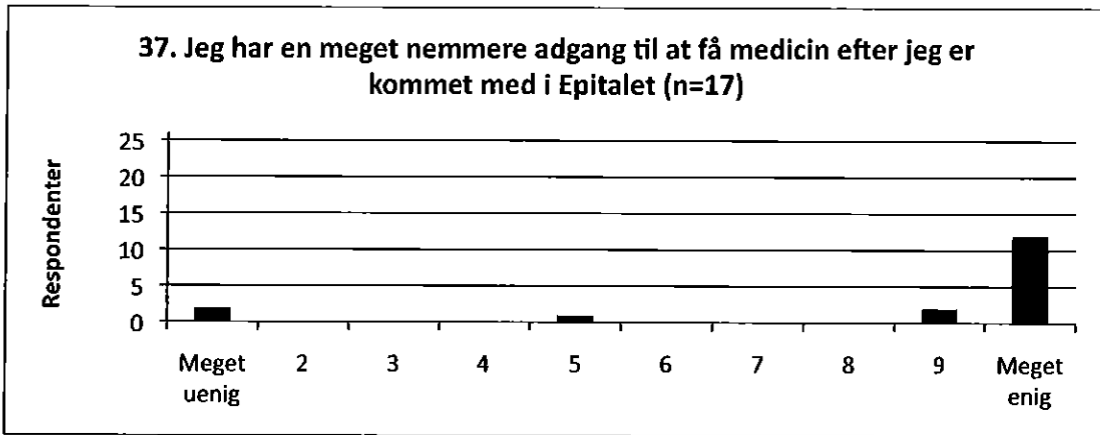 37. Jeg har en meget nemmere adgang til at få medicin efter jeg er
kommet med i Epitalet (n=17)
Respondenter
25
20
15
10
5
0
Meget uenig 2 3 4 5 6 7 8 9 Meget enig